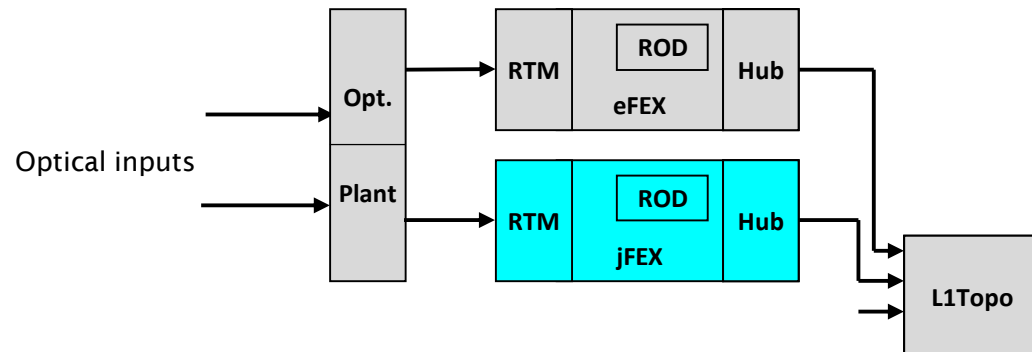 Optical inputs
Opt.
Plant
RTM
ROD
eFEX
Hub
RTM
ROD
jFEX
Hub
L1Topo